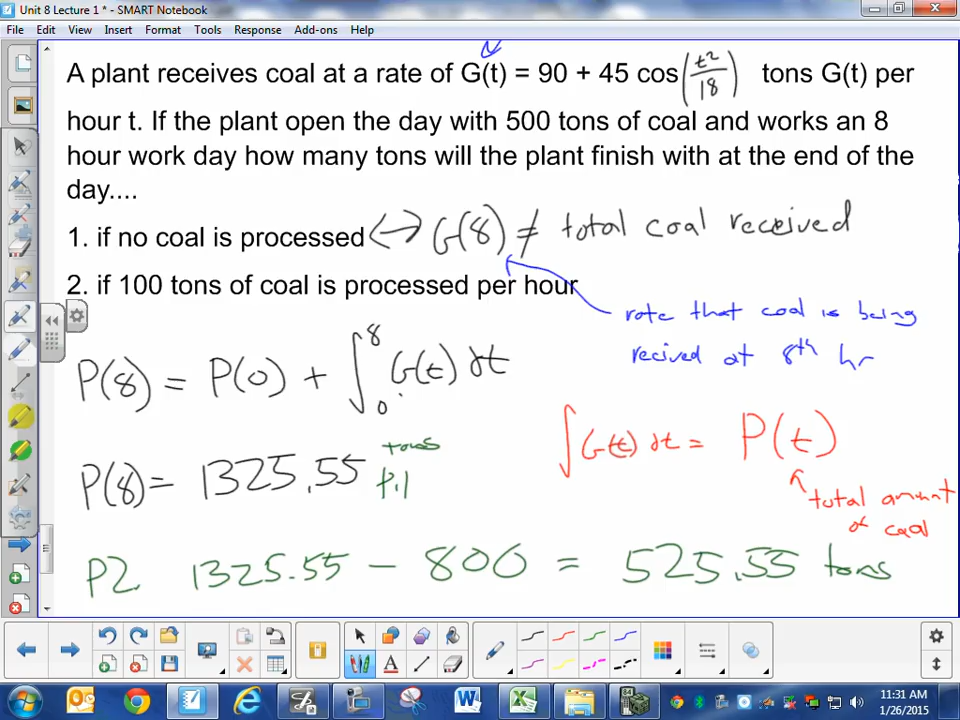 Unit 8 Lecture 1 * - SMART Notebook
File Edit View Insert Format Tools Response Add-ons Help
A plant receives coal at a rate of G(t) = 90 + 45 cos(t²/18) tons G(t) per
hour t. If the plant open the day with 500 tons of coal and works an 8
hour work day how many tons will the plant finish with at the end of the
day....
1. if no coal is processed <-> G(8) ≠ total coal received
2. if 100 tons of coal is processed per hour
rate that coal is being
recived at 8th hr
P(8) = P(0) + ∫₀⁸ G(t) dt
∫G(t) dt = P(t)
P(8) = 1325.55 tons
P.1
total amount
of coal
P2. 1325.55 - 800 = 525.55 tons
A
11:31 AM
1/26/2015